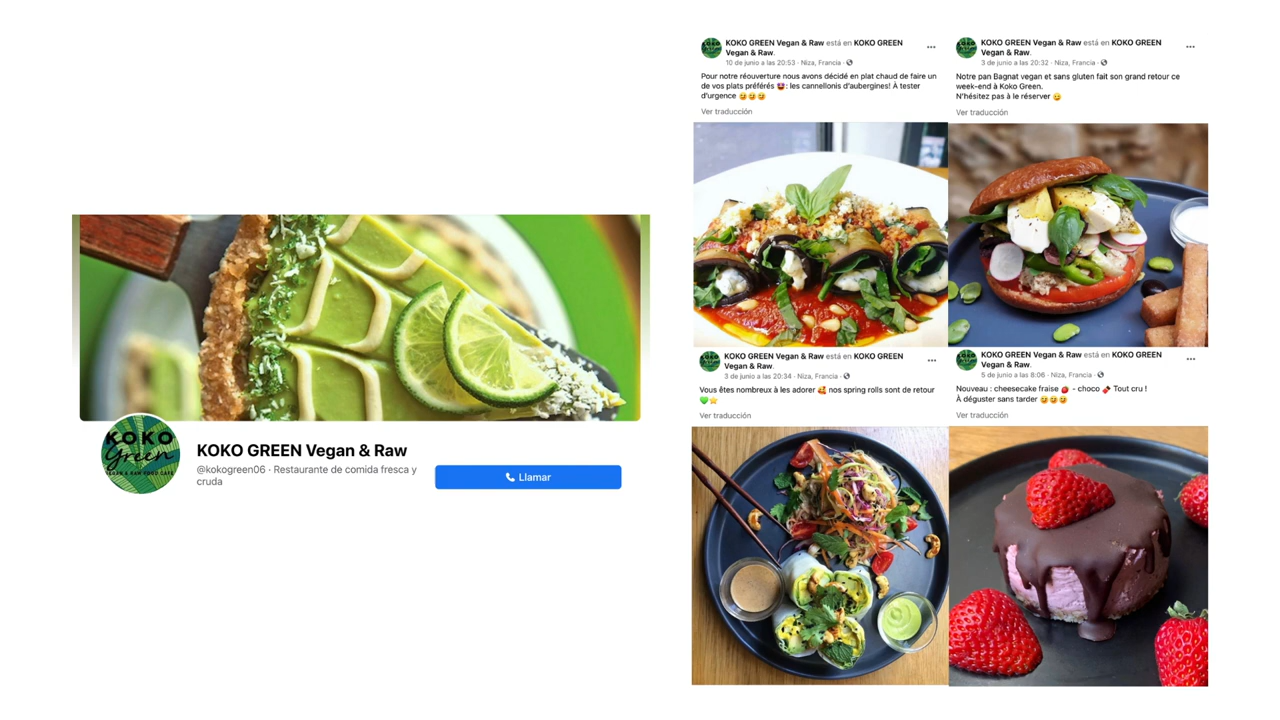 KOKO
Green
VEGAN & RAW FOOD CAFE
KOKO GREEN Vegan & Raw
@kokogreen06 · Restaurante de comida fresca y
cruda
Llamar
KOKO GREEN Vegan & Raw está en KOKO GREEN
Vegan & Raw.
10 de junio a las 20:53 · Niza, Francia ·
Pour notre réouverture nous avons décidé en plat chaud de faire un
de vos plats préférés 🤩: les cannellonis d'aubergines! À tester
d'urgence 😋😋😋
Ver traducción
KOKO GREEN Vegan & Raw está en KOKO GREEN
Vegan & Raw.
3 de junio a las 20:32 · Niza, Francia ·
Notre pan Bagnat vegan et sans gluten fait son grand retour ce
week-end à Koko Green.
N'hésitez pas à le réserver 😉
Ver traducción
KOKO GREEN Vegan & Raw está en KOKO GREEN
Vegan & Raw.
3 de junio a las 20:34 · Niza, Francia ·
Vous êtes nombreux à les adorer 🥰 nos spring rolls sont de retour
💚⭐
Ver traducción
KOKO GREEN Vegan & Raw está en KOKO GREEN
Vegan & Raw.
5 de junio a las 8:06 · Niza, Francia ·
Nouveau : cheesecake fraise 🍓 - choco 🍫 Tout cru !
À déguster sans tarder 😋😋😋
Ver traducción